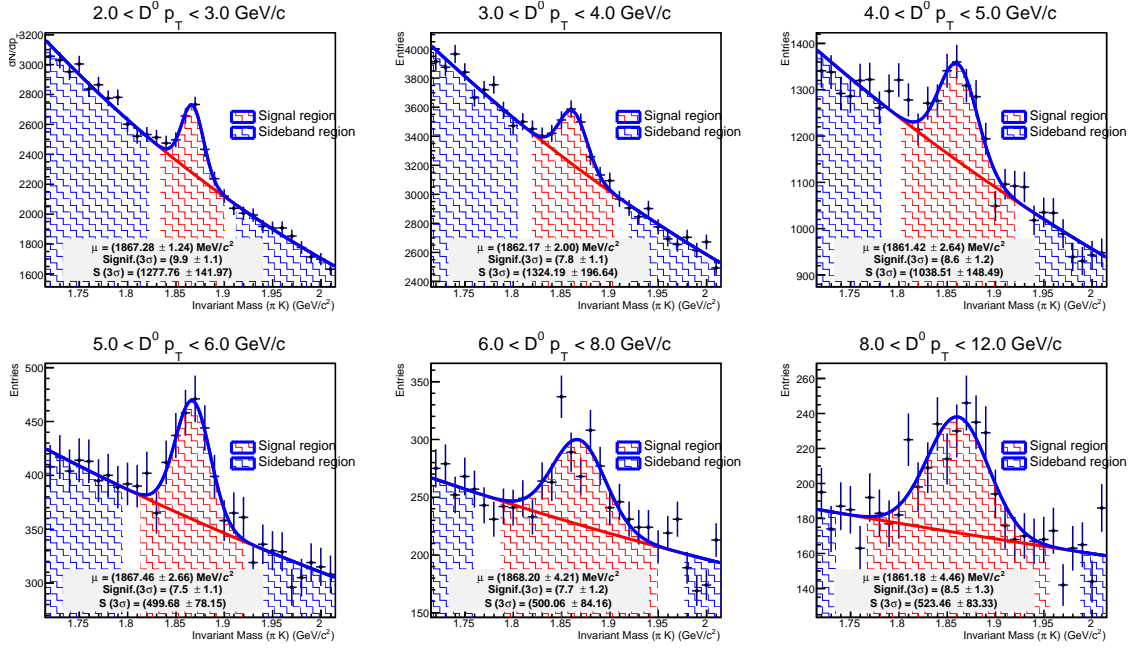 2.0 < D⁰ p_T < 3.0 GeV/c
dN/dp_T
3200
3000
2800
2600
2400
2200
2000
1800
1600
Signal region
Sideband region
μ = (1867.28 ± 1.24) MeV/c²
Signif.(3σ) = (9.9 ± 1.1)
S (3σ) = (1277.76 ± 141.97)
1.75 1.8 1.85 1.9 1.95 2
Invariant Mass (π K) (GeV/c²)
3.0 < D⁰ p_T < 4.0 GeV/c
Entries
4000
3800
3600
3400
3200
3000
2800
2600
2400
Signal region
Sideband region
μ = (1862.17 ± 2.00) MeV/c²
Signif.(3σ) = (7.8 ± 1.1)
S (3σ) = (1324.19 ± 196.64)
1.75 1.8 1.85 1.9 1.95 2
Invariant Mass (π K) (GeV/c²)
4.0 < D⁰ p_T < 5.0 GeV/c
Entries
1400
1300
1200
1100
1000
900
Signal region
Sideband region
μ = (1861.42 ± 2.64) MeV/c²
Signif.(3σ) = (8.6 ± 1.2)
S (3σ) = (1038.51 ± 148.49)
1.75 1.8 1.85 1.9 1.95 2
Invariant Mass (π K) (GeV/c²)
5.0 < D⁰ p_T < 6.0 GeV/c
Entries
500
450
400
350
300
Signal region
Sideband region
μ = (1867.46 ± 2.66) MeV/c²
Signif.(3σ) = (7.5 ± 1.1)
S (3σ) = (499.68 ± 78.15)
1.75 1.8 1.85 1.9 1.95 2
Invariant Mass (π K) (GeV/c²)
6.0 < D⁰ p_T < 8.0 GeV/c
Entries
350
300
250
200
150
Signal region
Sideband region
μ = (1868.20 ± 4.21) MeV/c²
Signif.(3σ) = (7.7 ± 1.2)
S (3σ) = (500.06 ± 84.16)
1.75 1.8 1.85 1.9 1.95 2
Invariant Mass (π K) (GeV/c²)
8.0 < D⁰ p_T < 12.0 GeV/c
Entries
260
240
220
200
180
160
140
120
Signal region
Sideband region
μ = (1861.18 ± 4.46) MeV/c²
Signif.(3σ) = (8.5 ± 1.3)
S (3σ) = (523.46 ± 83.33)
1.75 1.8 1.85 1.9 1.95 2
Invariant Mass (π K) (GeV/c²)